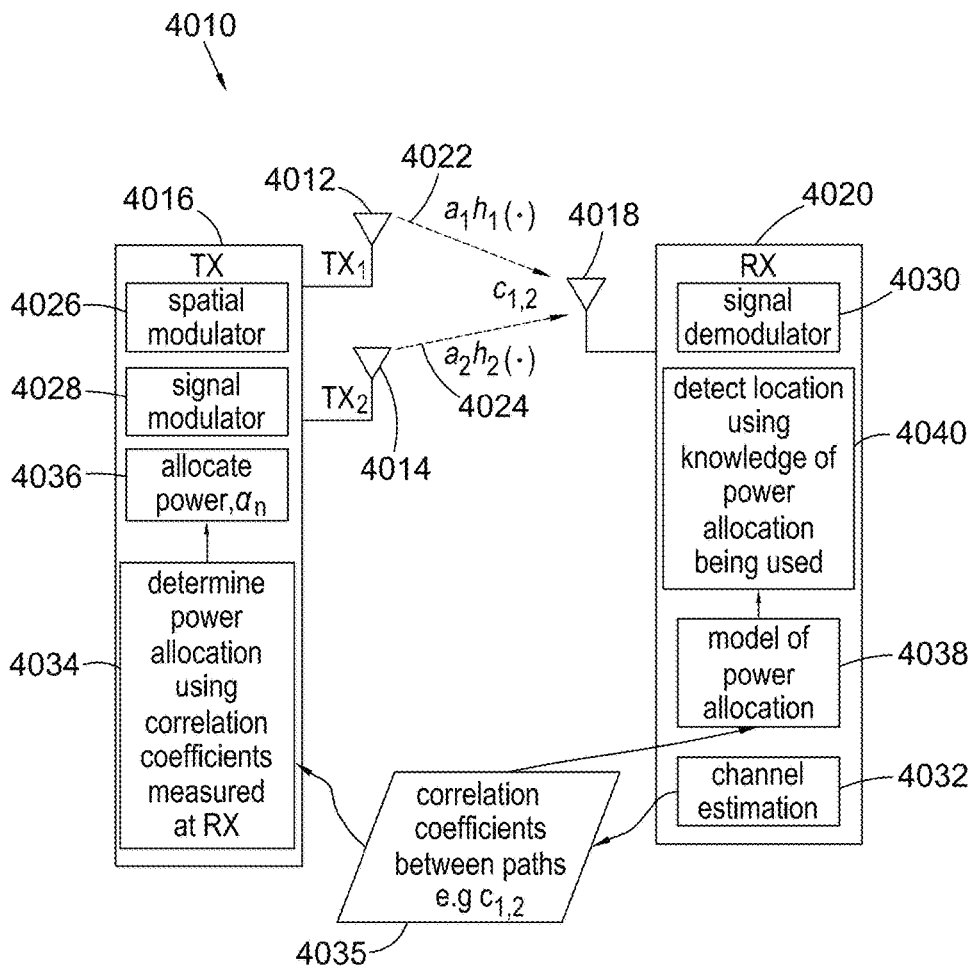 4010
4012
4022
4016
4018
4020
a₁h₁(·)
TX
TX₁
RX
4026
spatial
modulator
c₁,₂
signal
demodulator
4030
4028
signal
modulator
TX₂
a₂h₂(·)
4024
4014
detect location
using
knowledge of
power
allocation
being used
4040
4036
allocate
power,αₙ
4034
determine
power
allocation
using
correlation
coefficients
measured
at RX
model of
power
allocation
4038
channel
estimation
4032
correlation
coefficients
between paths
e.g c₁,₂
4035